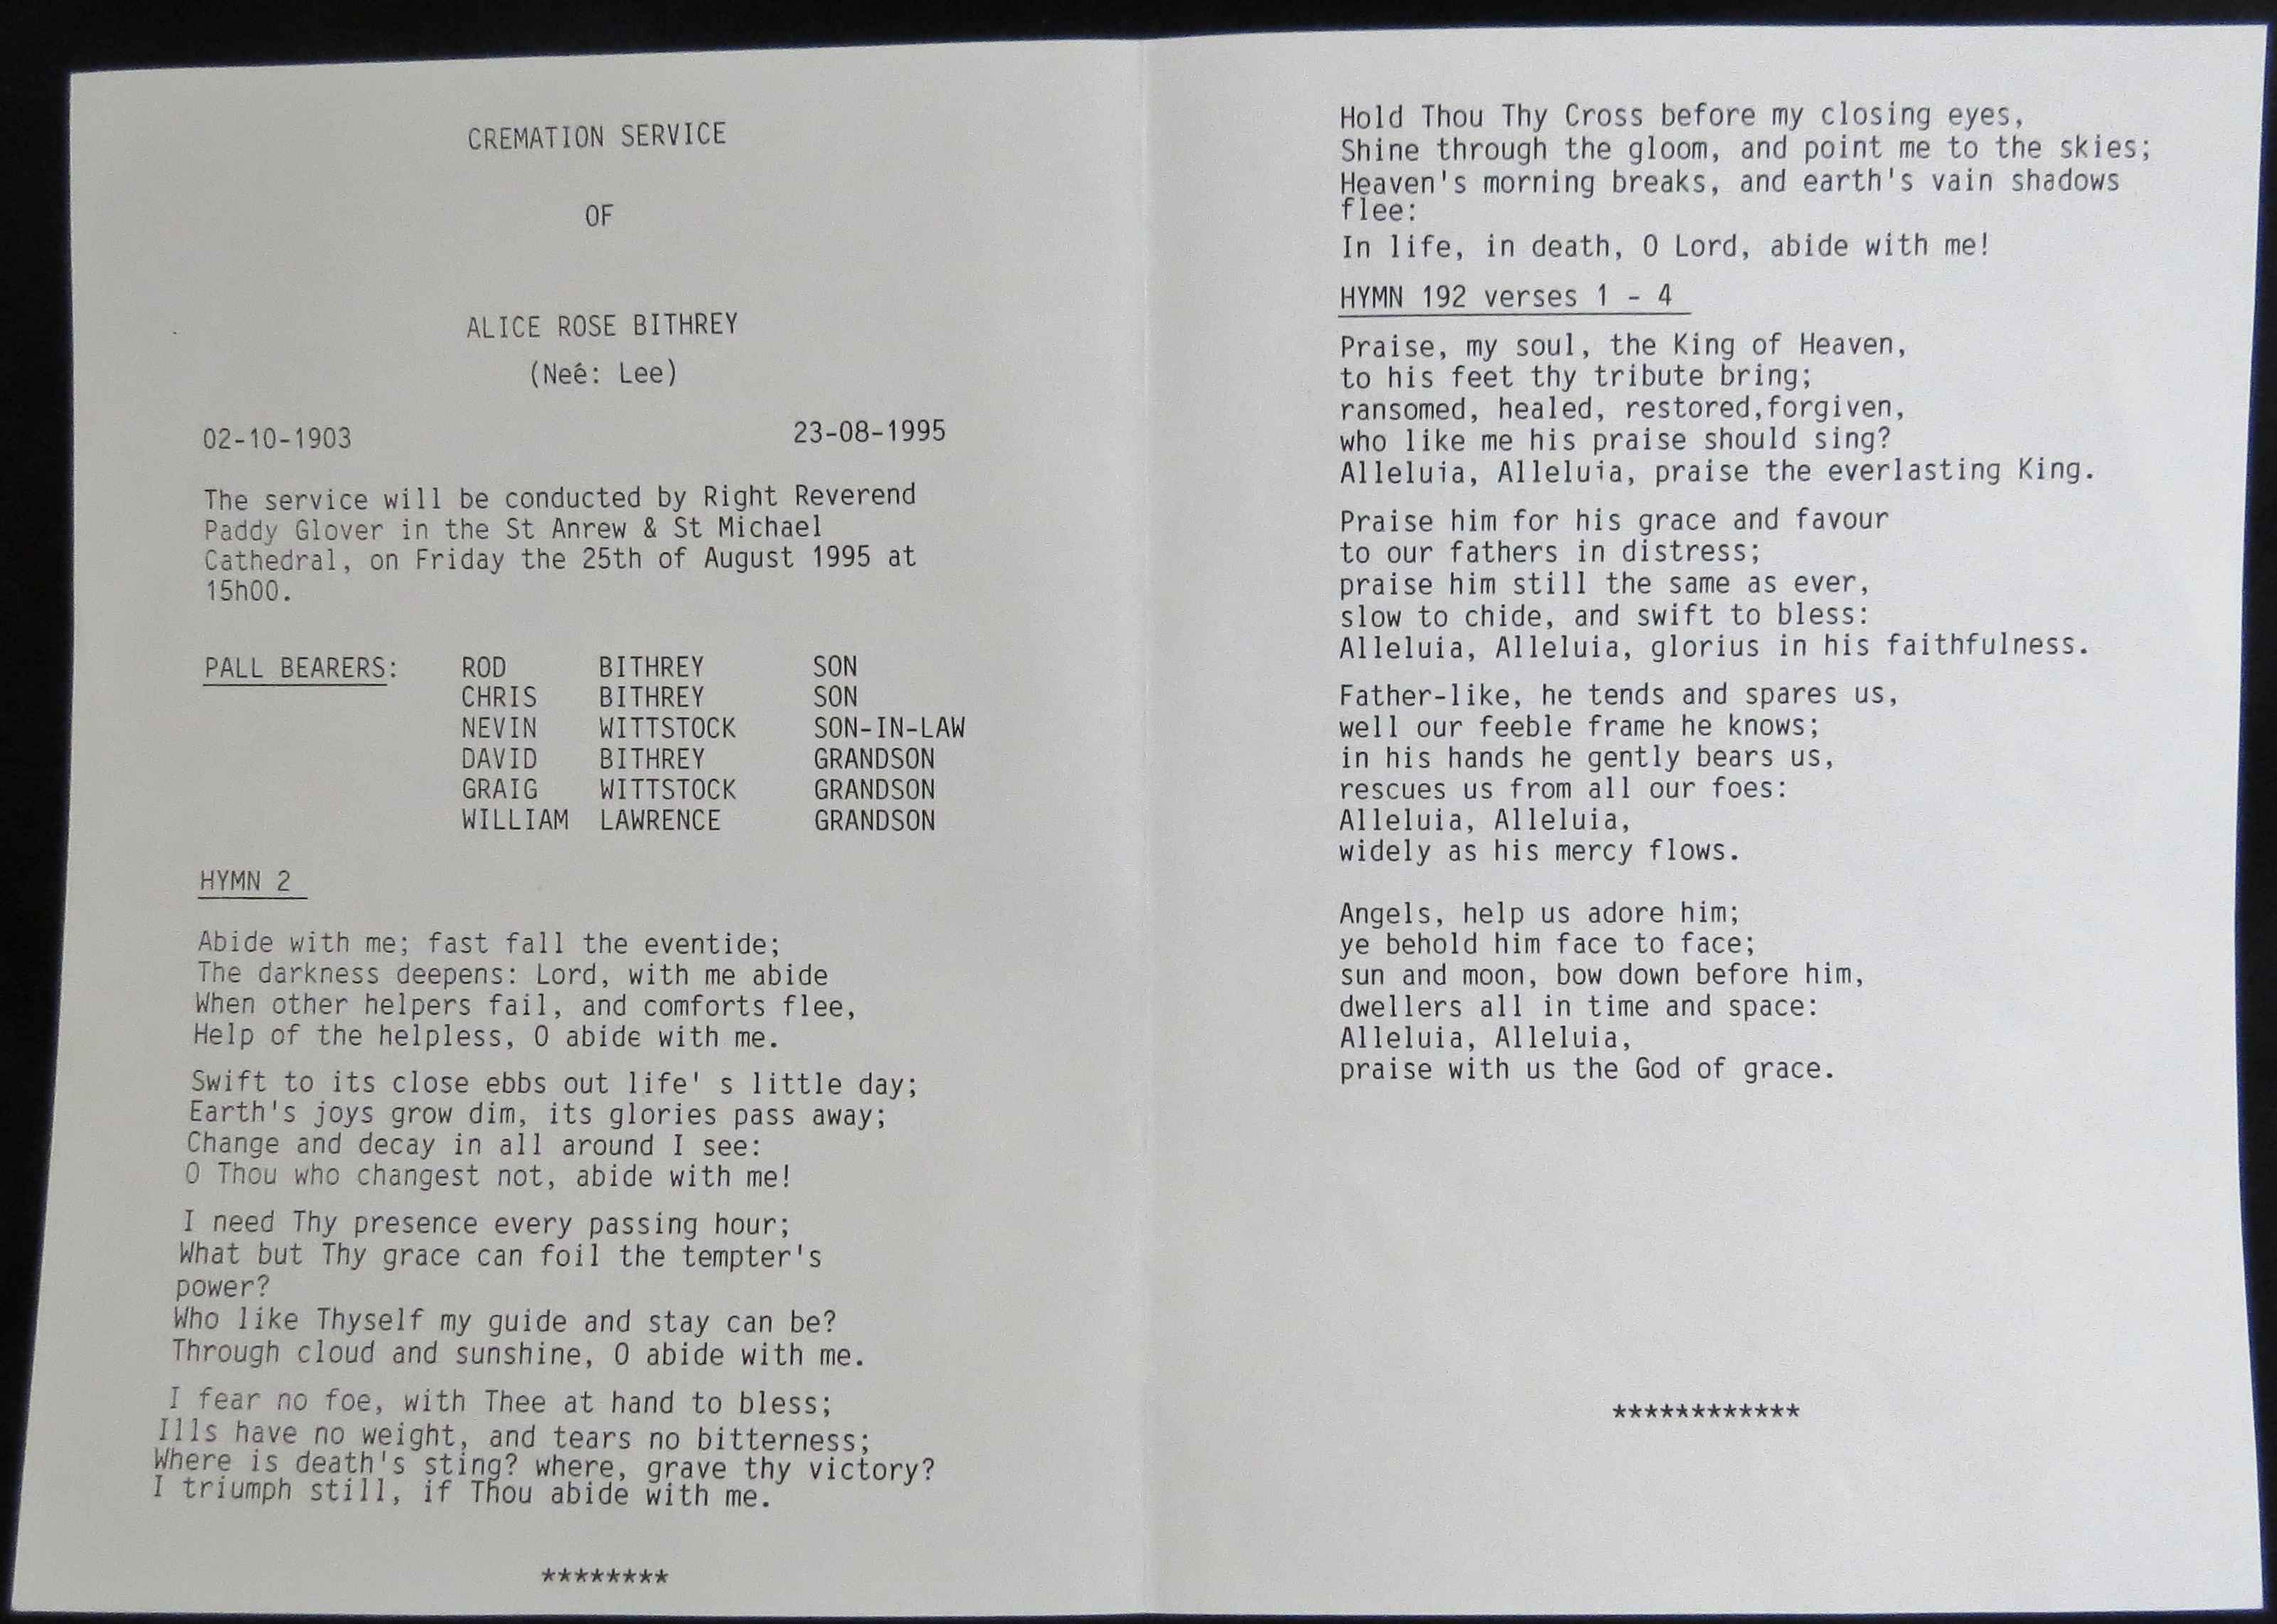 CREMATION SERVICE
OF
ALICE ROSE BITHREY
(Neé: Lee)
02-10-1903 23-08-1995
The service will be conducted by Right Reverend
Paddy Glover in the St Anrew & St Michael
Cathedral, on Friday the 25th of August 1995 at
15h00.
PALL BEARERS: ROD BITHREY SON
CHRIS BITHREY SON
NEVIN WITTSTOCK SON-IN-LAW
DAVID BITHREY GRANDSON
GRAIG WITTSTOCK GRANDSON
WILLIAM LAWRENCE GRANDSON
HYMN 2
Abide with me; fast fall the eventide;
The darkness deepens: Lord, with me abide
When other helpers fail, and comforts flee,
Help of the helpless, O abide with me.
Swift to its close ebbs out life' s little day;
Earth's joys grow dim, its glories pass away;
Change and decay in all around I see:
O Thou who changest not, abide with me!
I need Thy presence every passing hour;
What but Thy grace can foil the tempter's
power?
Who like Thyself my guide and stay can be?
Through cloud and sunshine, O abide with me.
I fear no foe, with Thee at hand to bless;
Ills have no weight, and tears no bitterness;
Where is death's sting? where, grave thy victory?
I triumph still, if Thou abide with me.
********
Hold Thou Thy Cross before my closing eyes,
Shine through the gloom, and point me to the skies;
Heaven's morning breaks, and earth's vain shadows
flee:
In life, in death, O Lord, abide with me!
HYMN 192 verses 1 - 4
Praise, my soul, the King of Heaven,
to his feet thy tribute bring;
ransomed, healed, restored,forgiven,
who like me his praise should sing?
Alleluia, Alleluia, praise the everlasting King.
Praise him for his grace and favour
to our fathers in distress;
praise him still the same as ever,
slow to chide, and swift to bless:
Alleluia, Alleluia, glorius in his faithfulness.
Father-like, he tends and spares us,
well our feeble frame he knows;
in his hands he gently bears us,
rescues us from all our foes:
Alleluia, Alleluia,
widely as his mercy flows.
Angels, help us adore him;
ye behold him face to face;
sun and moon, bow down before him,
dwellers all in time and space:
Alleluia, Alleluia,
praise with us the God of grace.
************